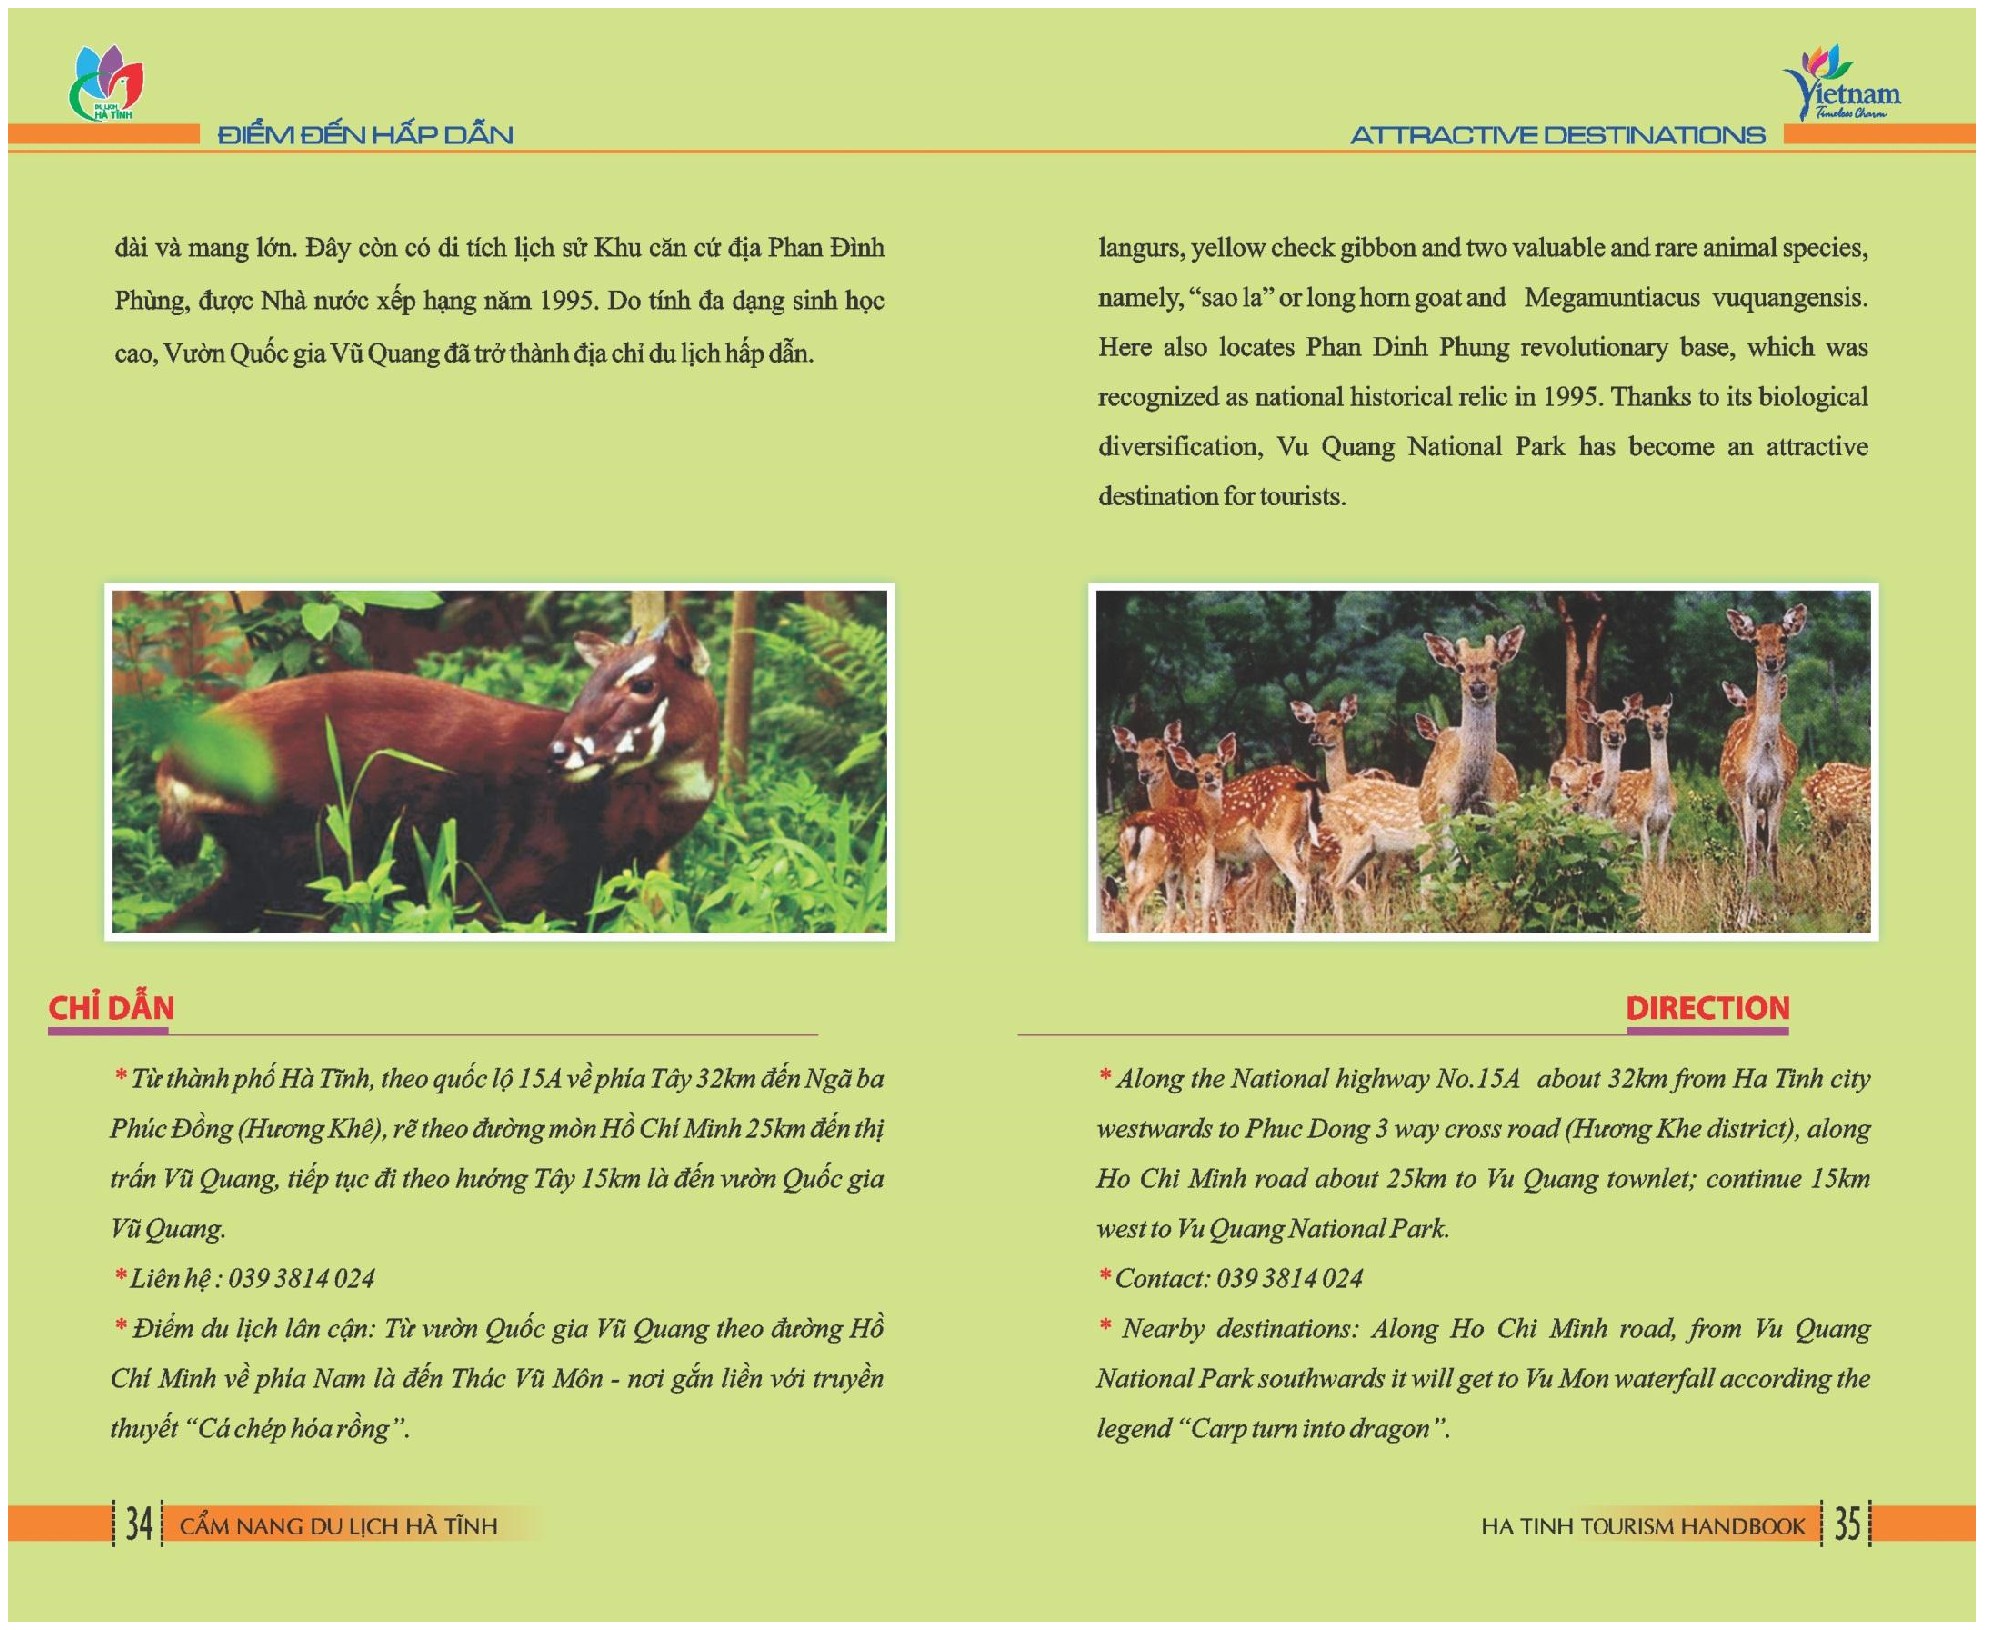 DU LỊCH
HÀ TĨNH
ĐIỂM ĐẾN HẤP DẪN
dài và mang lớn. Đây còn có di tích lịch sử Khu căn cứ địa Phan Đình
Phùng, được Nhà nước xếp hạng năm 1995. Do tính đa dạng sinh học
cao, Vườn Quốc gia Vũ Quang đã trở thành địa chỉ du lịch hấp dẫn.
CHỈ DẪN
* Từ thành phố Hà Tĩnh, theo quốc lộ 15A về phía Tây 32km đến Ngã ba
Phúc Đồng (Hương Khê), rẽ theo đường mòn Hồ Chí Minh 25km đến thị
trấn Vũ Quang, tiếp tục đi theo hướng Tây 15km là đến vườn Quốc gia
Vũ Quang.
* Liên hệ : 039 3814 024
* Điểm du lịch lân cận: Từ vườn Quốc gia Vũ Quang theo đường Hồ
Chí Minh về phía Nam là đến Thác Vũ Môn - nơi gắn liền với truyền
thuyết “Cá chép hóa rồng”.
34 CẨM NANG DU LỊCH HÀ TĨNH
Vietnam
Timeless Charm
ATTRACTIVE DESTINATIONS
langurs, yellow check gibbon and two valuable and rare animal species,
namely, “sao la” or long horn goat and Megamuntiacus vuquangensis.
Here also locates Phan Dinh Phung revolutionary base, which was
recognized as national historical relic in 1995. Thanks to its biological
diversification, Vu Quang National Park has become an attractive
destination for tourists.
DIRECTION
* Along the National highway No.15A about 32km from Ha Tinh city
westwards to Phuc Dong 3 way cross road (Hương Khe district), along
Ho Chi Minh road about 25km to Vu Quang townlet; continue 15km
west to Vu Quang National Park.
* Contact: 039 3814 024
* Nearby destinations: Along Ho Chi Minh road, from Vu Quang
National Park southwards it will get to Vu Mon waterfall according the
legend “Carp turn into dragon”.
HA TINH TOURISM HANDBOOK 35